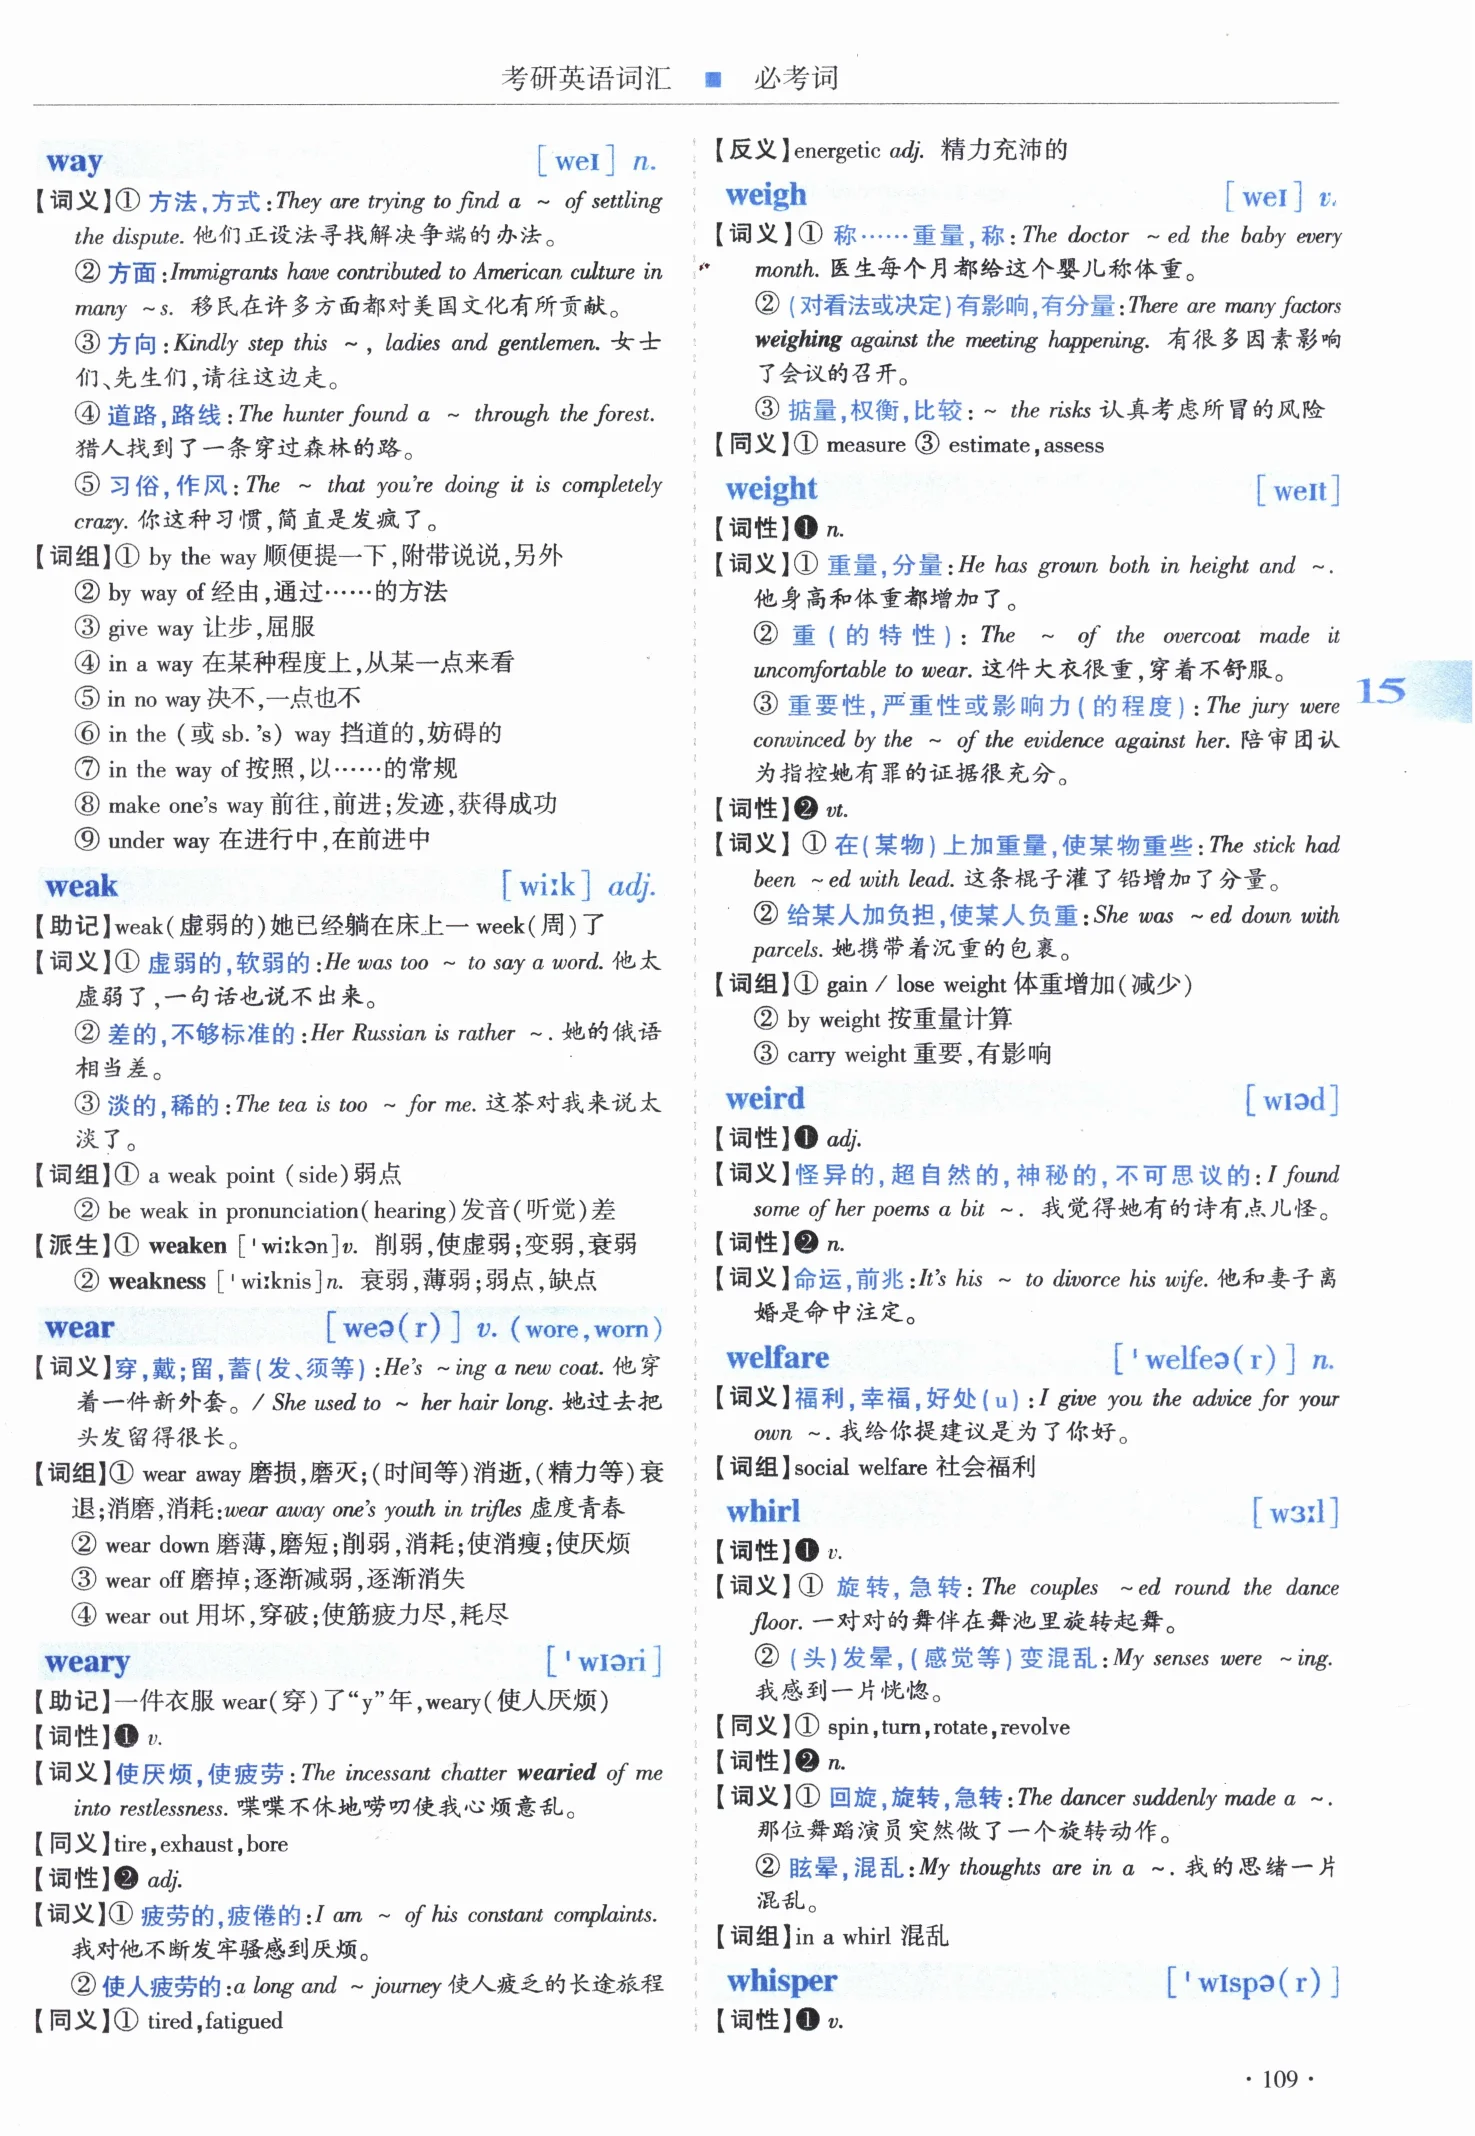 考研英语词汇 ■ 必考词
way [weɪ] n.
【词义】① 方法,方式:They are trying to find a ~ of settling
the dispute. 他们正设法寻找解决争端的办法。
② 方面:Immigrants have contributed to American culture in
many ~s. 移民在许多方面都对美国文化有所贡献。
③ 方向:Kindly step this ~, ladies and gentlemen. 女士
们、先生们,请往这边走。
④ 道路,路线:The hunter found a ~ through the forest.
猎人找到了一条穿过森林的路。
⑤ 习俗,作风:The ~ that you're doing it is completely
crazy. 你这种习惯,简直是发疯了。
【词组】① by the way 顺便提一下,附带说说,另外
② by way of 经由,通过……的方法
③ give way 让步,屈服
④ in a way 在某种程度上,从某一点来看
⑤ in no way 决不,一点也不
⑥ in the (或 sb.'s) way 挡道的,妨碍的
⑦ in the way of 按照,以……的常规
⑧ make one's way 前往,前进;发迹,获得成功
⑨ under way 在进行中,在前进中
weak [wiːk] adj.
【助记】weak(虚弱的)她已经躺在床上一 week(周)了
【词义】① 虚弱的,软弱的:He was too ~ to say a word. 他太
虚弱了,一句话也说不出来。
② 差的,不够标准的:Her Russian is rather ~. 她的俄语
相当差。
③ 淡的,稀的:The tea is too ~ for me. 这茶对我来说太
淡了。
【词组】① a weak point (side)弱点
② be weak in pronunciation(hearing)发音(听觉)差
【派生】① weaken ['wiːkən]v. 削弱,使虚弱;变弱,衰弱
② weakness ['wiːknis]n. 衰弱,薄弱;弱点,缺点
wear [weə(r)] v. (wore,worn)
【词义】穿,戴;留,蓄(发、须等):He's ~ing a new coat. 他穿
着一件新外套。/ She used to ~ her hair long. 她过去把
头发留得很长。
【词组】① wear away 磨损,磨灭;(时间等)消逝,(精力等)衰
退;消磨,消耗:wear away one's youth in trifles 虚度青春
② wear down 磨薄,磨短;削弱,消耗;使消瘦;使厌烦
③ wear off 磨掉;逐渐减弱,逐渐消失
④ wear out 用坏,穿破;使筋疲力尽,耗尽
weary ['wɪəri]
【助记】一件衣服 wear(穿)了“y”年,weary(使人厌烦)
【词性】❶ v.
【词义】使厌烦,使疲劳:The incessant chatter wearied of me
into restlessness. 喋喋不休地唠叨使我心烦意乱。
【同义】tire,exhaust,bore
【词性】❷ adj.
【词义】① 疲劳的,疲倦的:I am ~ of his constant complaints.
我对他不断发牢骚感到厌烦。
② 使人疲劳的:a long and ~ journey 使人疲乏的长途旅程
【同义】① tired,fatigued
【反义】energetic adj. 精力充沛的
weigh [weɪ] v.
【词义】① 称……重量,称:The doctor ~ed the baby every
month. 医生每个月都给这个婴儿称体重。
② (对看法或决定)有影响,有分量:There are many factors
weighing against the meeting happening. 有很多因素影响
了会议的召开。
③ 掂量,权衡,比较:~ the risks 认真考虑所冒的风险
【同义】① measure ③ estimate,assess
weight [weɪt]
【词性】❶ n.
【词义】① 重量,分量:He has grown both in height and ~.
他身高和体重都增加了。
② 重(的特性):The ~ of the overcoat made it
uncomfortable to wear. 这件大衣很重,穿着不舒服。
③ 重要性,严重性或影响力(的程度):The jury were
convinced by the ~ of the evidence against her. 陪审团认
为指控她有罪的证据很充分。
【词性】❷ vt.
【词义】① 在(某物)上加重量,使某物重些:The stick had
been ~ed with lead. 这条棍子灌了铅增加了分量。
② 给某人加负担,使某人负重:She was ~ed down with
parcels. 她携带着沉重的包裹。
【词组】① gain / lose weight 体重增加(减少)
② by weight 按重量计算
③ carry weight 重要,有影响
weird [wɪəd]
【词性】❶ adj.
【词义】怪异的,超自然的,神秘的,不可思议的:I found
some of her poems a bit ~. 我觉得她有的诗有点儿怪。
【词性】❷ n.
【词义】命运,前兆:It's his ~ to divorce his wife. 他和妻子离
婚是命中注定。
welfare ['welfeə(r)] n.
【词义】福利,幸福,好处(u):I give you the advice for your
own ~. 我给你提建议是为了你好。
【词组】social welfare 社会福利
whirl [wɜːl]
【词性】❶ v.
【词义】① 旋转,急转:The couples ~ed round the dance
floor. 一对对的舞伴在舞池里旋转起舞。
② (头)发晕,(感觉等)变混乱:My senses were ~ing.
我感到一片恍惚。
【同义】① spin,turn,rotate,revolve
【词性】❷ n.
【词义】① 回旋,旋转,急转:The dancer suddenly made a ~.
那位舞蹈演员突然做了一个旋转动作。
② 眩晕,混乱:My thoughts are in a ~. 我的思绪一片
混乱。
【词组】in a whirl 混乱
whisper ['wɪspə(r)]
【词性】❶ v.
15
· 109 ·